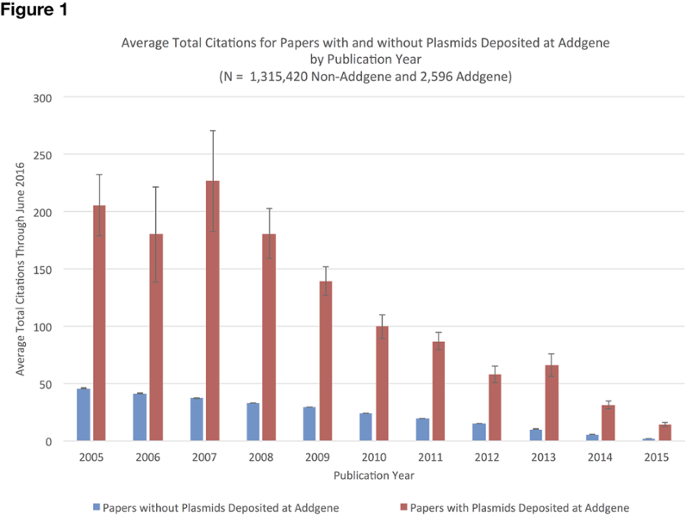 Figure 1
Average Total Citations for Papers with and without Plasmids Deposited at Addgene
by Publication Year
(N = 1,315,420 Non-Addgene and 2,596 Addgene)
Average Total Citations Through June 2016
300
250
200
150
100
50
0
2005 2006 2007 2008 2009 2010 2011 2012 2013 2014 2015
Publication Year
Papers without Plasmids Deposited at Addgene Papers with Plasmids Deposited at Addgene